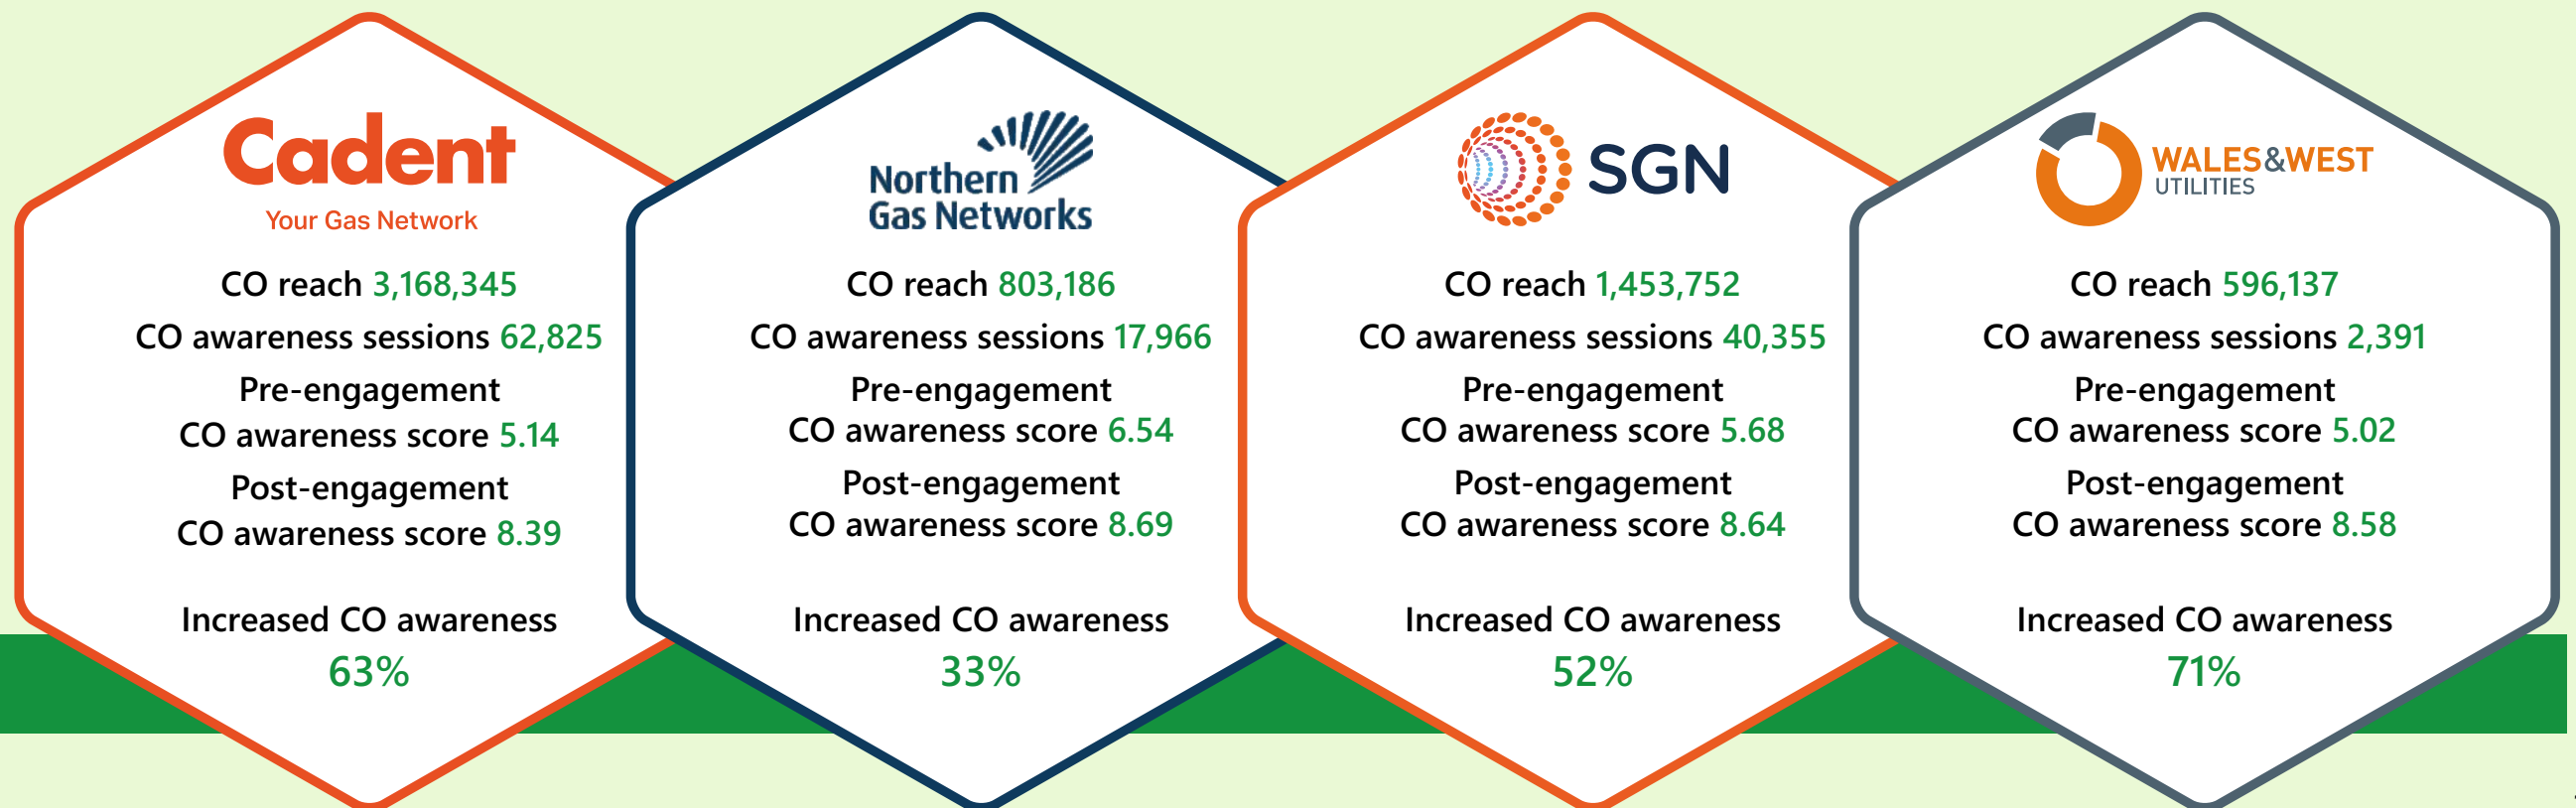 Cadent
Your Gas Network
CO reach 3,168,345
CO awareness sessions 62,825
Pre-engagement
CO awareness score 5.14
Post-engagement
CO awareness score 8.39
Increased CO awareness
63%
Northern
Gas Networks
CO reach 803,186
CO awareness sessions 17,966
Pre-engagement
CO awareness score 6.54
Post-engagement
CO awareness score 8.69
Increased CO awareness
33%
SGN
CO reach 1,453,752
CO awareness sessions 40,355
Pre-engagement
CO awareness score 5.68
Post-engagement
CO awareness score 8.64
Increased CO awareness
52%
WALES&WEST
UTILITIES
CO reach 596,137
CO awareness sessions 2,391
Pre-engagement
CO awareness score 5.02
Post-engagement
CO awareness score 8.58
Increased CO awareness
71%